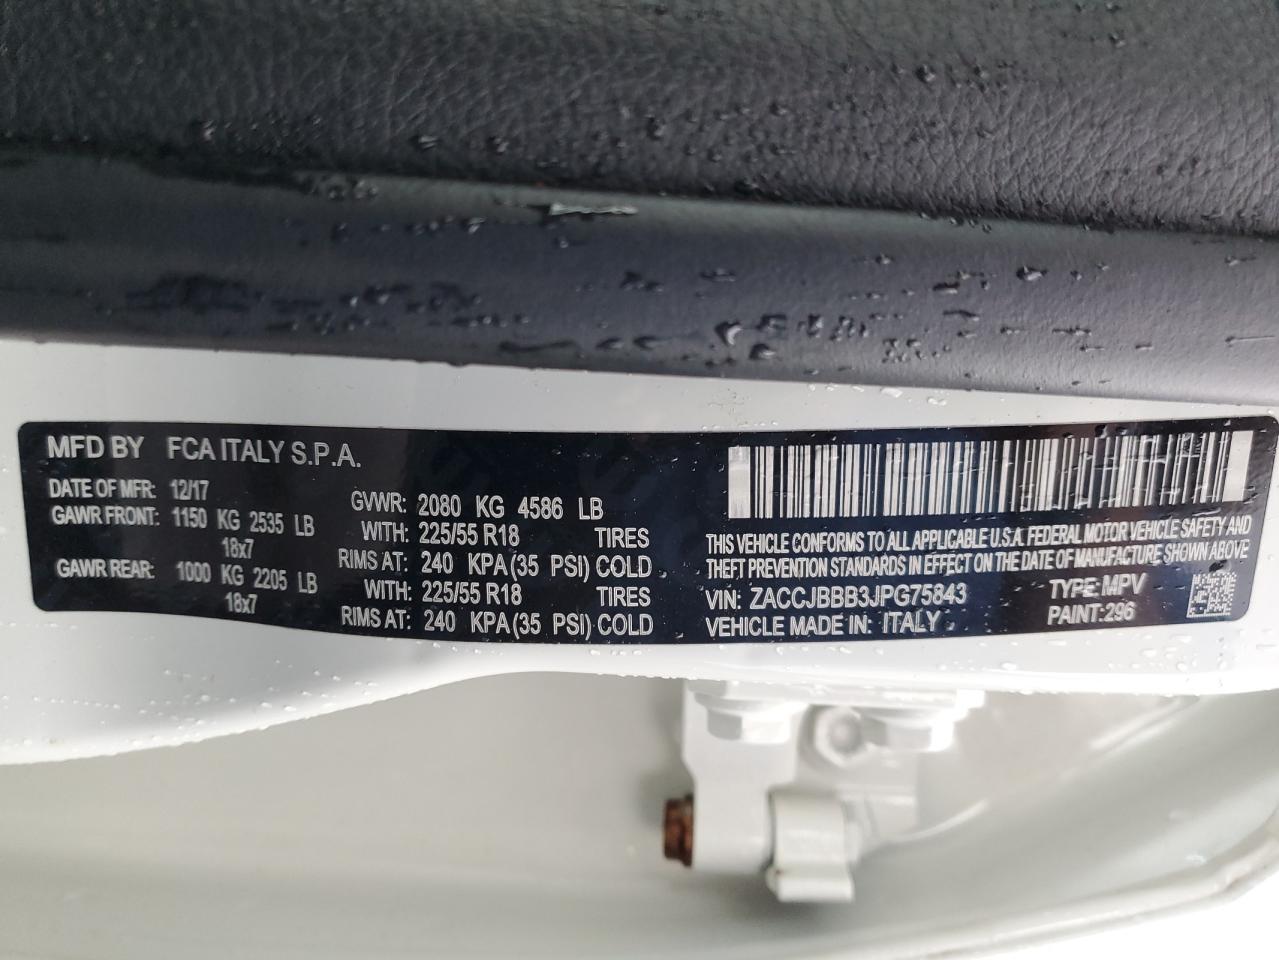 MFD BY FCA ITALY S.P.A.
DATE OF MFR: 12/17
GVWR: 2080 KG 4586 LB
GAWR FRONT: 1150 KG 2535 LB
WITH: 225/55 R18 TIRES
18x7
RIMS AT: 240 KPA(35 PSI) COLD
GAWR REAR: 1000 KG 2205 LB
WITH: 225/55 R18 TIRES
18x7
RIMS AT: 240 KPA(35 PSI) COLD
THIS VEHICLE CONFORMS TO ALL APPLICABLE U.S.A. FEDERAL MOTOR VEHICLE SAFETY AND
THEFT PREVENTION STANDARDS IN EFFECT ON THE DATE OF MANUFACTURE SHOWN ABOVE
VIN: ZACCJBBB3JPG75843 TYPE: MPV
VEHICLE MADE IN: ITALY PAINT:296